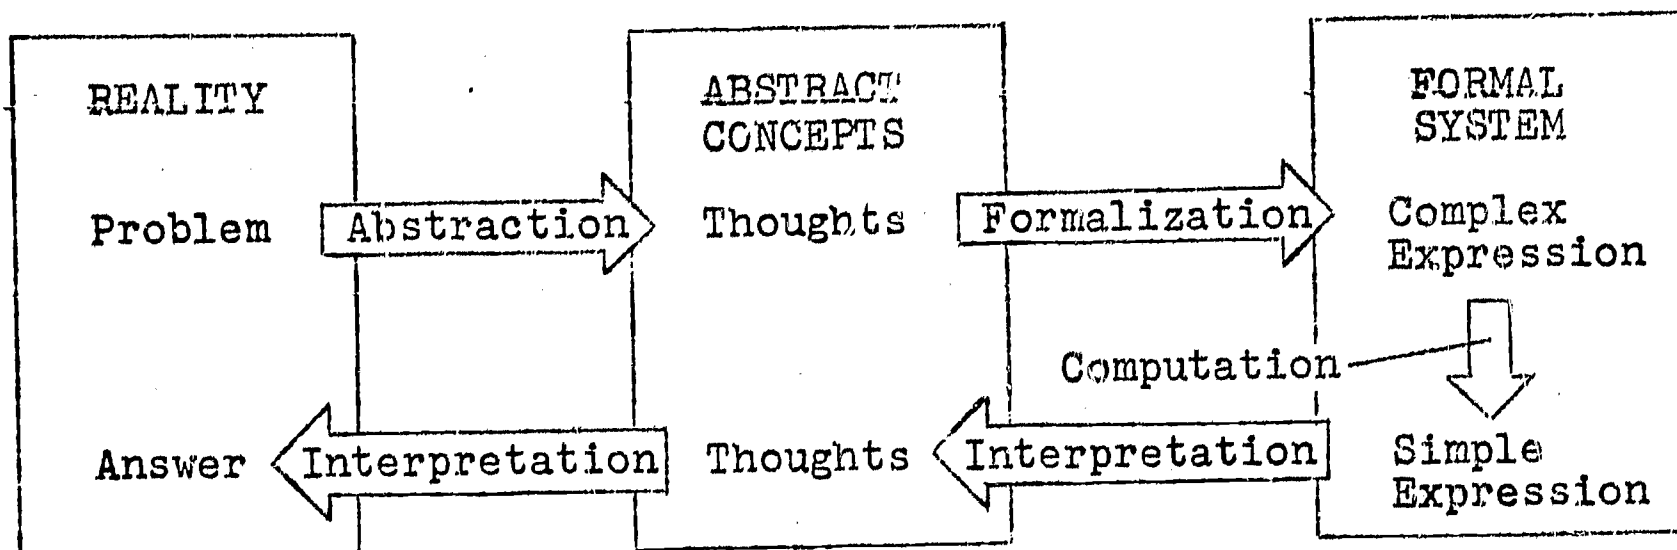 REALITY
ABSTRACT
CONCEPTS
FORMAL
SYSTEM
Problem
Abstraction
Thoughts
Formalization
Complex
Expression
Computation
Answer
Interpretation
Thoughts
Interpretation
Simple
Expression